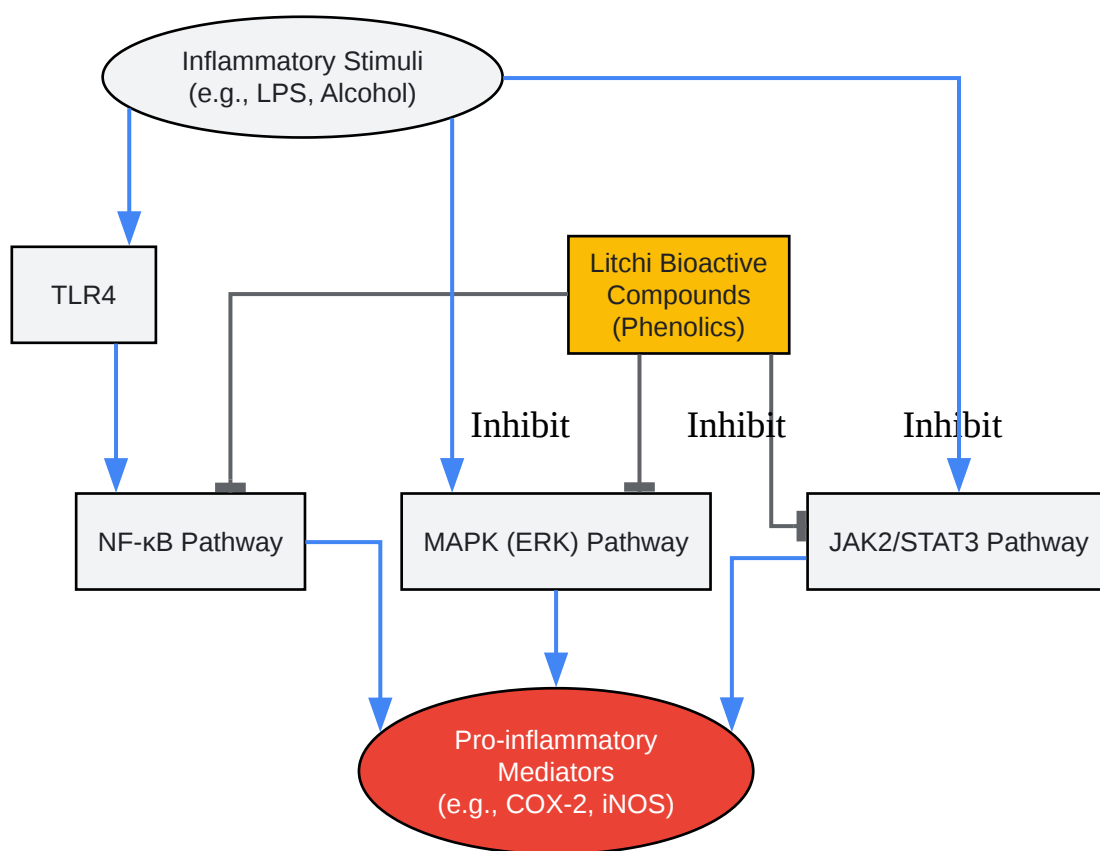 Inflammatory Stimuli
(e.g., LPS, Alcohol)
TLR4
Litchi Bioactive
Compounds
(Phenolics)
Inhibit
Inhibit
Inhibit
NF-κB Pathway
MAPK (ERK) Pathway
JAK2/STAT3 Pathway
Pro-inflammatory
Mediators
(e.g., COX-2, iNOS)